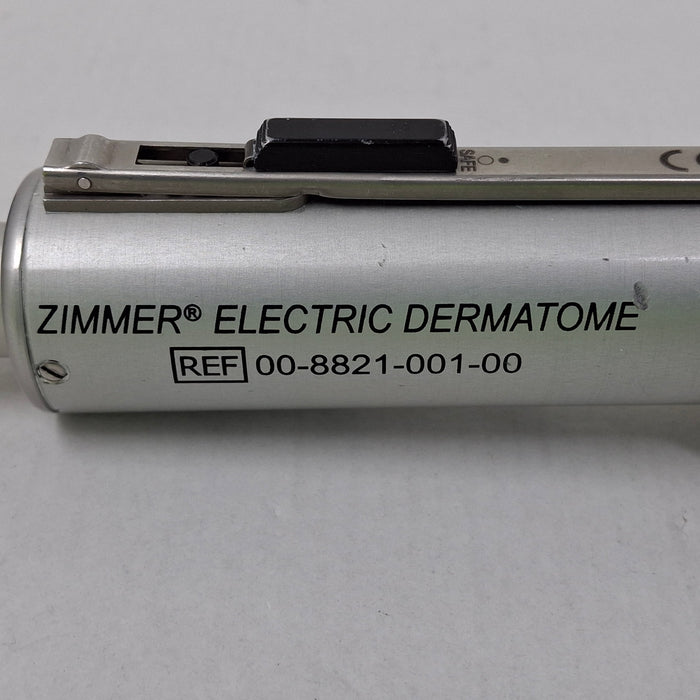 SAFE
ZIMMER® ELECTRIC DERMATOME
REF 00-8821-001-00